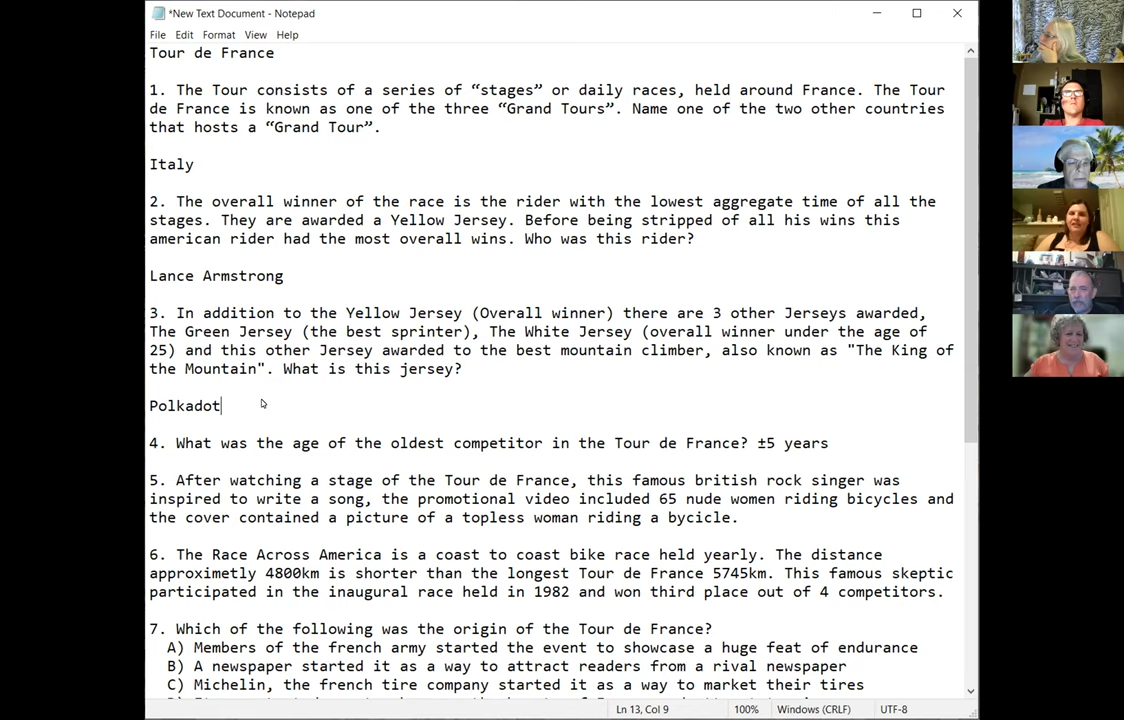 *New Text Document - Notepad
File Edit Format View Help
Tour de France
1. The Tour consists of a series of “stages” or daily races, held around France. The Tour
de France is known as one of the three “Grand Tours”. Name one of the two other countries
that hosts a “Grand Tour”.
Italy
2. The overall winner of the race is the rider with the lowest aggregate time of all the
stages. They are awarded a Yellow Jersey. Before being stripped of all his wins this
american rider had the most overall wins. Who was this rider?
Lance Armstrong
3. In addition to the Yellow Jersey (Overall winner) there are 3 other Jerseys awarded,
The Green Jersey (the best sprinter), The White Jersey (overall winner under the age of
25) and this other Jersey awarded to the best mountain climber, also known as "The King of
the Mountain". What is this jersey?
Polkadot
4. What was the age of the oldest competitor in the Tour de France? ±5 years
5. After watching a stage of the Tour de France, this famous british rock singer was
inspired to write a song, the promotional video included 65 nude women riding bicycles and
the cover contained a picture of a topless woman riding a bycicle.
6. The Race Across America is a coast to coast bike race held yearly. The distance
approximetly 4800km is shorter than the longest Tour de France 5745km. This famous skeptic
participated in the inaugural race held in 1982 and won third place out of 4 competitors.
7. Which of the following was the origin of the Tour de France?
A) Members of the french army started the event to showcase a huge feat of endurance
B) A newspaper started it as a way to attract readers from a rival newspaper
C) Michelin, the french tire company started it as a way to market their tires
Ln 13, Col 9 100% Windows (CRLF) UTF-8